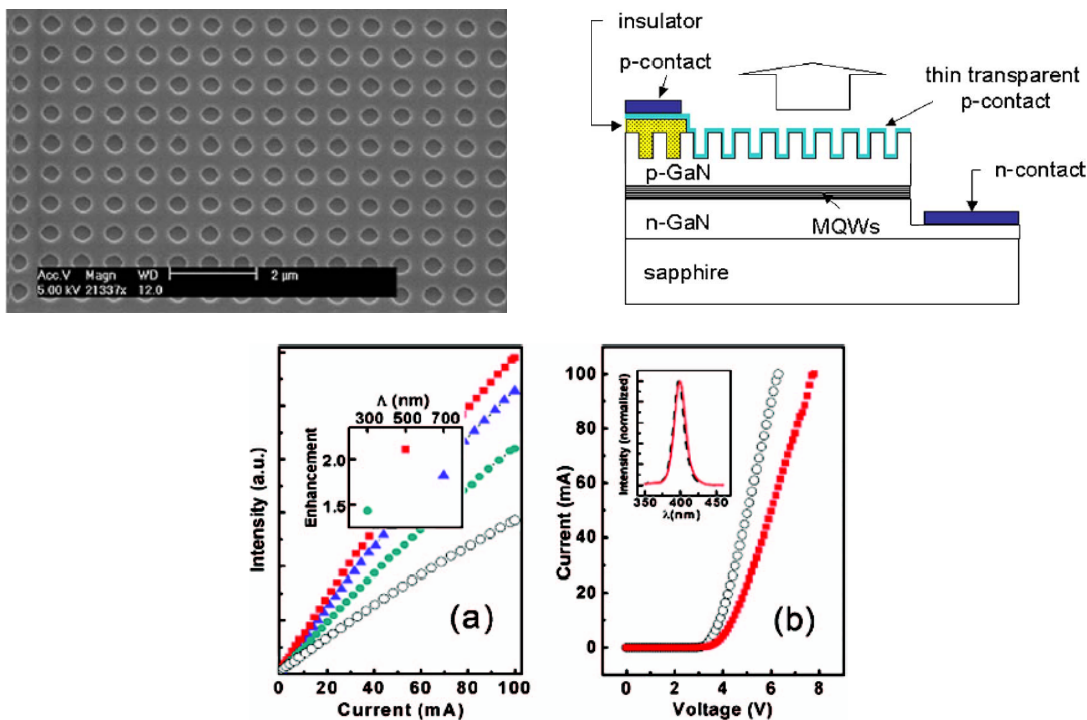 Acc.V Magn WD 2 μm
5.00 kV 21337x 12.0
insulator
p-contact
thin transparent
p-contact
p-GaN
n-contact
n-GaN
MQWs
sapphire
Λ (nm)
300 500 700
Enhancement
2.0
1.5
Intensity (a.u.)
(a)
0 20 40 60 80 100
Current (mA)
Intensity (normalized)
350 400 450
λ(nm)
100
80
60
40
20
0
Current (mA)
(b)
0 2 4 6 8
Voltage (V)